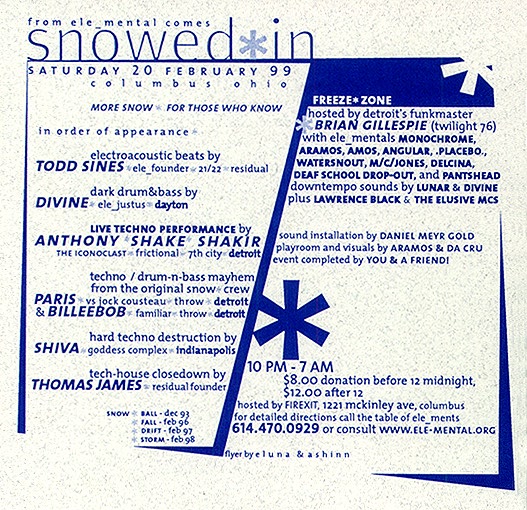 from ele_mental comes
snowed*in
SATURDAY 20 FEBRUARY 99
columbus ohio
MORE SNOW * FOR THOSE WHO KNOW
in order of appearance *
electroacoustic beats by
TODD SINES * ele_founder * 21/22 * residual
dark drum&bass by
DIVINE * ele_justus * dayton
LIVE TECHNO PERFORMANCE by
ANTHONY *SHAKE* SHAKIR
THE ICONOCLAST * frictional * 7th city * detroit
techno / drum-n-bass mayhem
from the original snow * crew
PARIS * vs jock cousteau * throw * detroit
& BILLEEBOB * familiar * throw * detroit
hard techno destruction by
SHIVA * goddess complex * indianapolis
tech-house closedown by
THOMAS JAMES * residual founder
SNOW * BALL - dec 93
* FALL - feb 96
* DRIFT - feb 97
* STORM - feb 98
FREEZE*ZONE
hosted by detroit's funkmaster
*BRIAN GILLESPIE (twilight 76)
with ele_mentals MONOCHROME,
ARAMOS, AMOS, ANGULAR, .PLACEBO.,
WATERSNOUT, M/C/JONES, DELCINA,
DEAF SCHOOL DROP-OUT, and PANTSHEAD
downtempo sounds by LUNAR & DIVINE
plus LAWRENCE BLACK & THE ELUSIVE MCS
sound installation by DANIEL MEYR GOLD
playroom and visuals by ARAMOS & DA CRU
event completed by YOU & A FRIEND!
10 PM - 7 AM
$8.00 donation before 12 midnight,
$12.00 after 12
hosted by FIREXIT, 1221 mckinley ave, columbus
for detailed directions call the table of ele_ments
614.470.0929 or consult WWW.ELE-MENTAL.ORG
flyer by eluna & ashinn